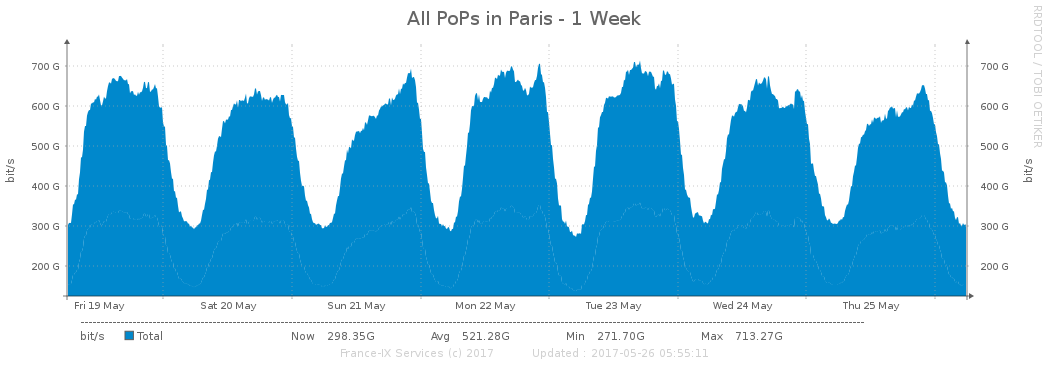 All PoPs in Paris - 1 Week
RRDTOOL / TOBI OETIKER
bit/s
bit/s
700 G 700 G
600 G 600 G
500 G 500 G
400 G 400 G
300 G 300 G
200 G 200 G
Fri 19 May Sat 20 May Sun 21 May Mon 22 May Tue 23 May Wed 24 May Thu 25 May
bit/s Total Now 298.35G Avg 521.28G Min 271.70G Max 713.27G
France-IX Services (c) 2017 Updated : 2017-05-26 05:55:11